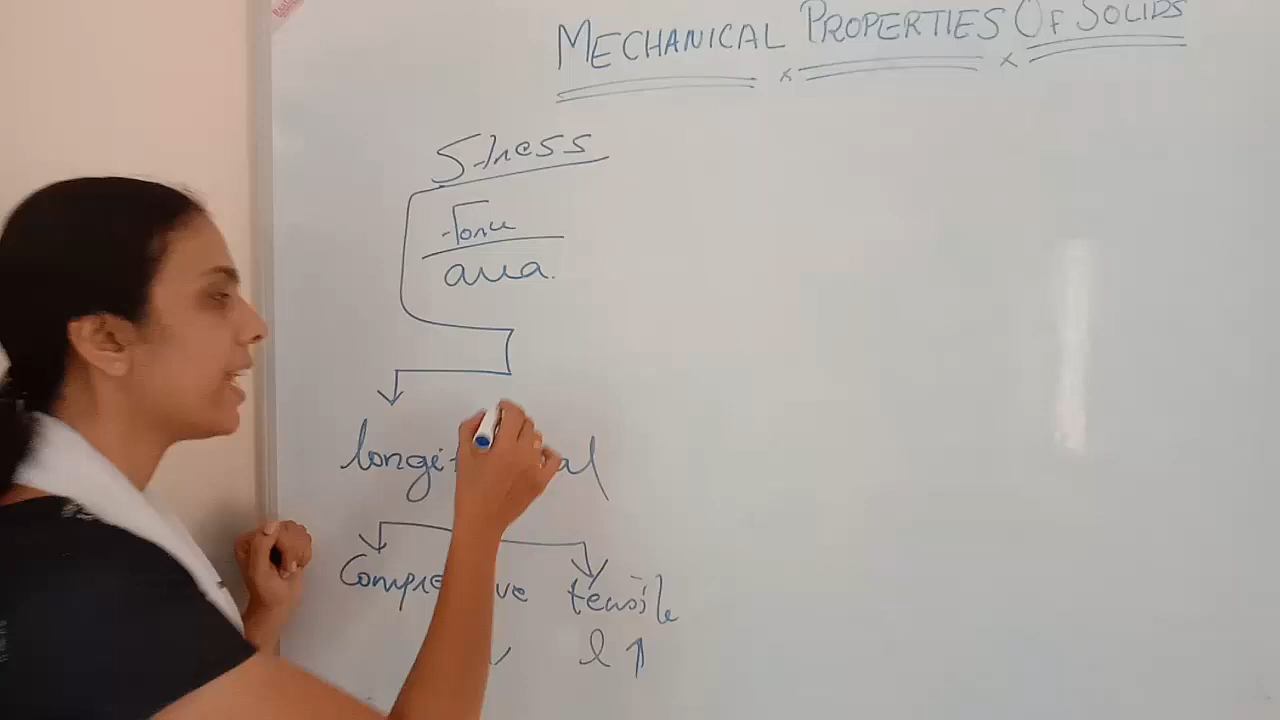 MECHANICAL PROPERTIES OF SOLIDS
Stress
Force
area.
tensile
l ↑